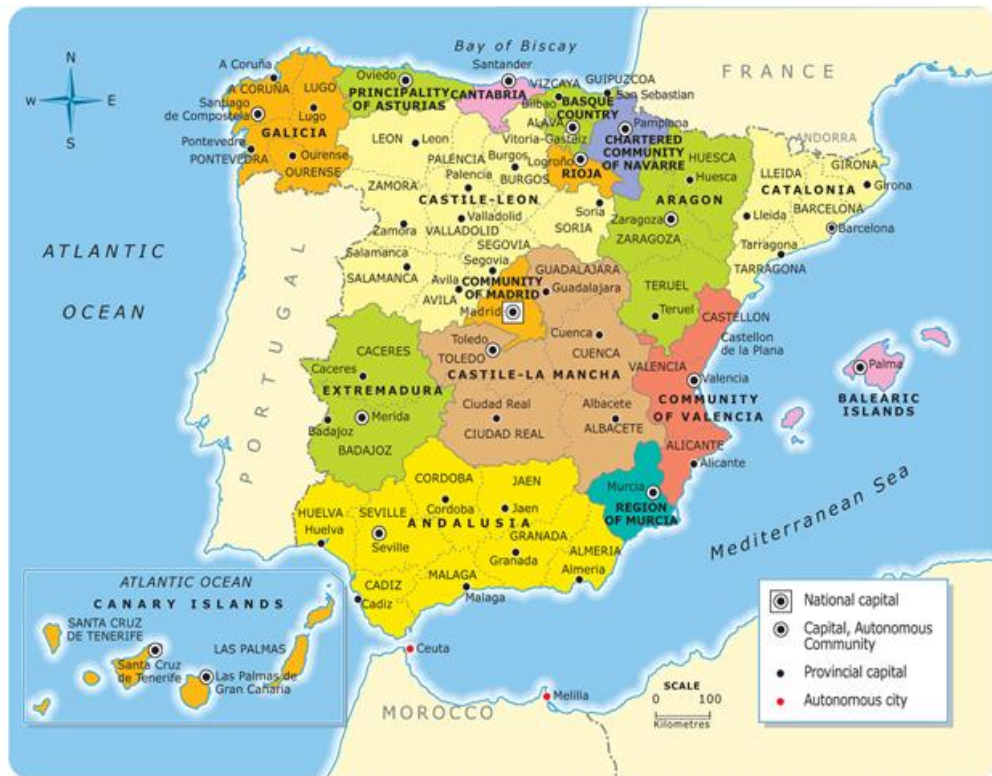 N
W
E
S
Bay of Biscay
FRANCE
ANDORRA
ATLANTIC
OCEAN
PORTUGAL
Mediterranean Sea
MOROCCO
A Coruña
A CORUÑA
LUGO
Lugo
Santiago
de Compostela
GALICIA
Pontevedra
PONTEVEDRA
Ourense
OURENSE
Oviedo
PRINCIPALITY
OF ASTURIAS
Santander
CANTABRIA
VIZCAYA
GUIPUZCOA
Bilbao
San Sebastian
BASQUE
COUNTRY
ALAVA
Vitoria-Gasteiz
Pamplona
CHARTERED
COMMUNITY
OF NAVARRE
Logroño
RIOJA
LEON
Leon
PALENCIA
Palencia
Burgos
BURGOS
ZAMORA
Zamora
CASTILE-LEON
Valladolid
VALLADOLID
Soria
SORIA
SEGOVIA
Segovia
Salamanca
SALAMANCA
Avila
AVILA
HUESCA
Huesca
ARAGON
Zaragoza
ZARAGOZA
TERUEL
Teruel
LLEIDA
GIRONA
CATALONIA
Girona
BARCELONA
Lleida
Barcelona
Tarragona
TARRAGONA
COMMUNITY
OF MADRID
Madrid
GUADALAJARA
Guadalajara
Toledo
TOLEDO
Cuenca
CUENCA
CASTILE-LA MANCHA
Ciudad Real
CIUDAD REAL
Albacete
ALBACETE
CACERES
Caceres
EXTREMADURA
Merida
Badajoz
BADAJOZ
CASTELLON
Castellon
de la Plana
VALENCIA
Valencia
COMMUNITY
OF VALENCIA
ALICANTE
Alicante
Palma
BALEARIC
ISLANDS
Murcia
REGION
OF MURCIA
CORDOBA
Cordoba
JAEN
Jaen
HUELVA
Huelva
SEVILLE
Seville
ANDALUSIA
GRANADA
Granada
ALMERIA
Almeria
CADIZ
Cadiz
MALAGA
Malaga
Ceuta
Melilla
ATLANTIC OCEAN
CANARY ISLANDS
SANTA CRUZ
DE TENERIFE
Santa Cruz
de Tenerife
LAS PALMAS
Las Palmas de
Gran Canaria
SCALE
0 100
Kilometres
National capital
Capital, Autonomous
Community
Provincial capital
Autonomous city